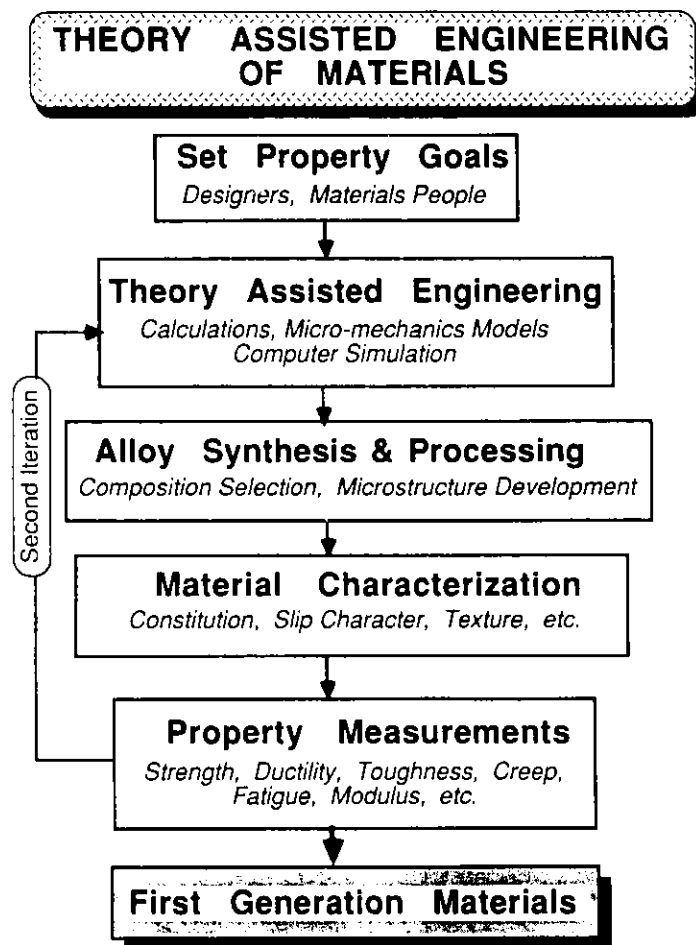 THEORY ASSISTED ENGINEERING
OF MATERIALS
Set Property Goals
Designers, Materials People
Theory Assisted Engineering
Calculations, Micro-mechanics Models
Computer Simulation
Second Iteration
Alloy Synthesis & Processing
Composition Selection, Microstructure Development
Material Characterization
Constitution, Slip Character, Texture, etc.
Property Measurements
Strength, Ductility, Toughness, Creep,
Fatigue, Modulus, etc.
First Generation Materials